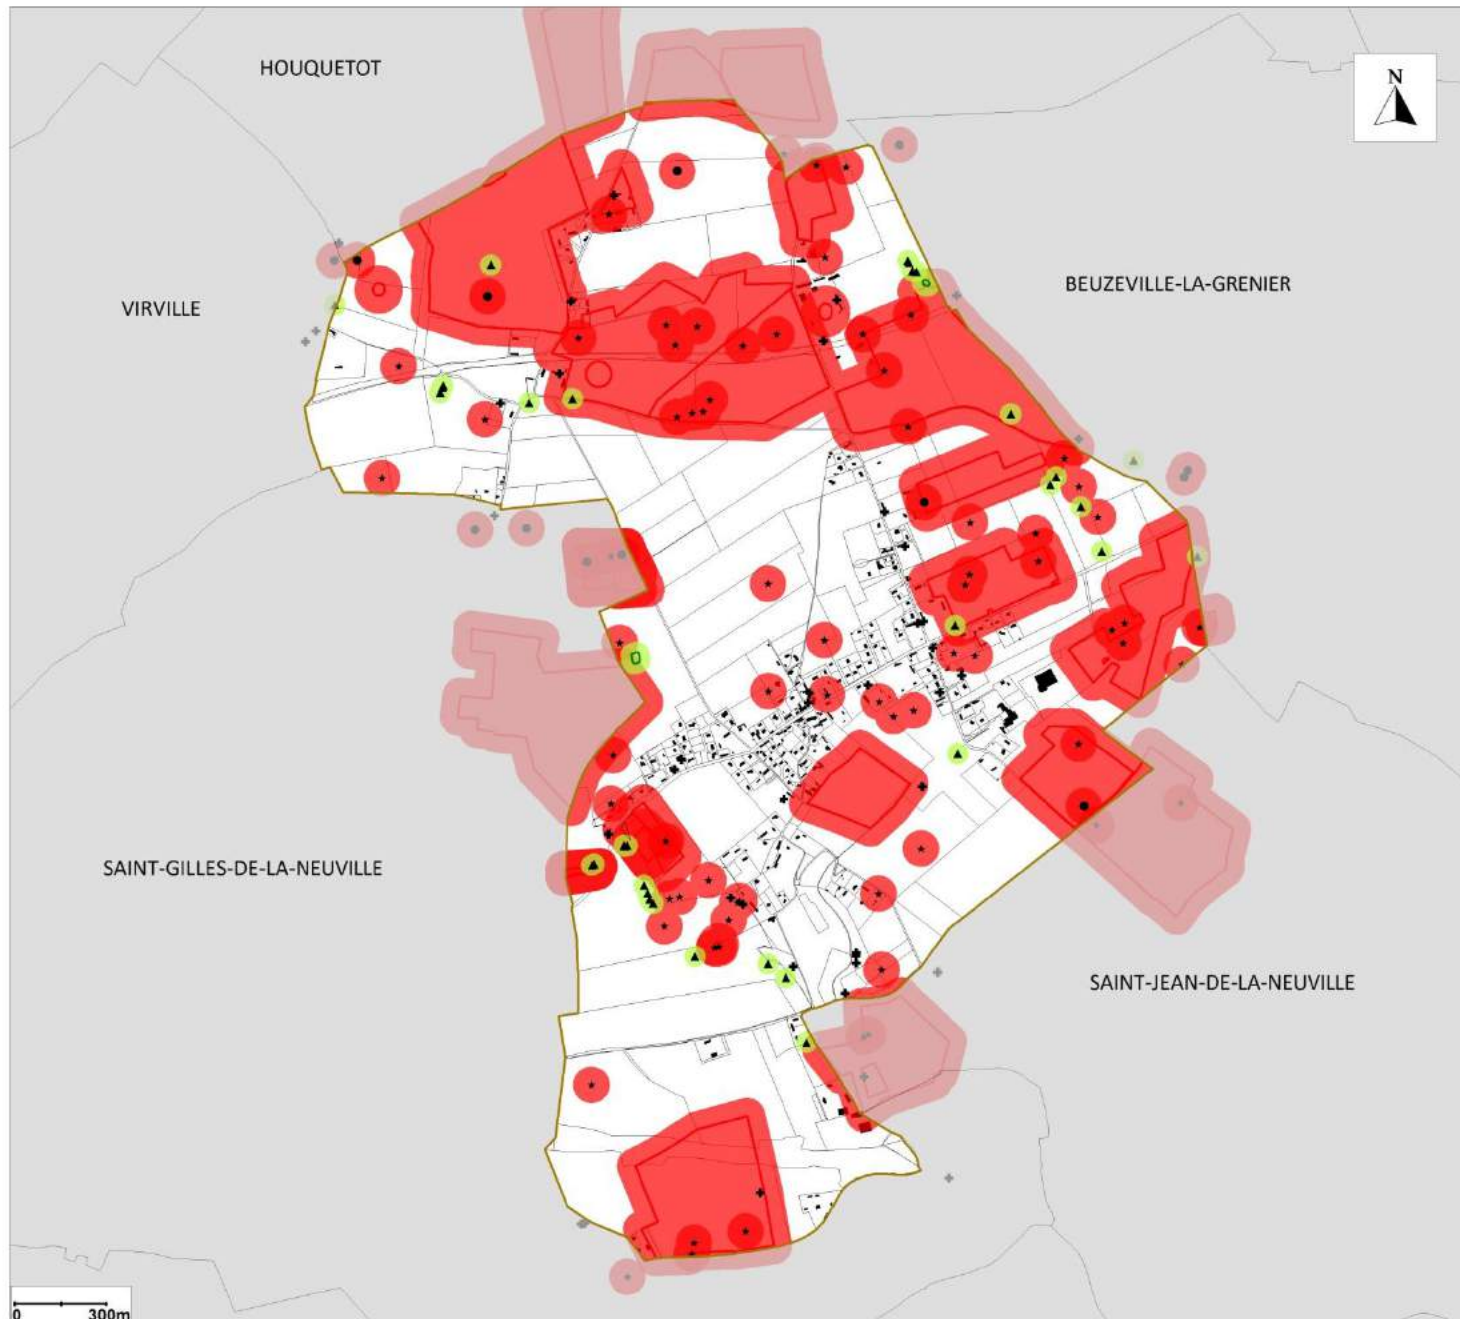 HOUQUETOT
N
BEUZEVILLE-LA-GRENIER
VIRVILLE
SAINT-GILLES-DE-LA-NEUVILLE
SAINT-JEAN-DE-LA-NEUVILLE
0 300m